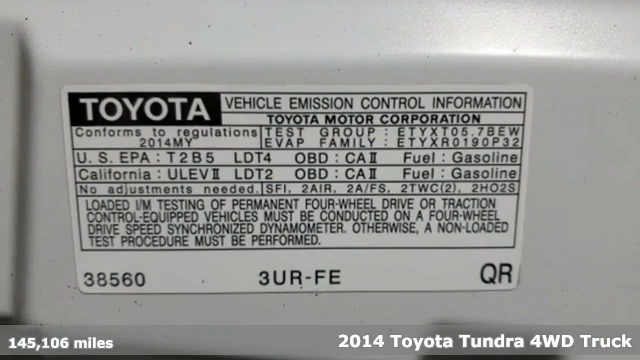 TOYOTA
VEHICLE EMISSION CONTROL INFORMATION
TOYOTA MOTOR CORPORATION
Conforms to regulations
2014MY
TEST GROUP : ETYXT05.7BEW
EVAP FAMILY : ETYXR0190P32
U.S. EPA : T2B5 LDT4 OBD : CAⅡ Fuel : Gasoline
California : ULEVⅡ LDT2 OBD : CAⅡ Fuel : Gasoline
No adjustments needed. SFI, 2AIR, 2A/FS, 2TWC(2), 2HO2S
LOADED I/M TESTING OF PERMANENT FOUR-WHEEL DRIVE OR TRACTION
CONTROL-EQUIPPED VEHICLES MUST BE CONDUCTED ON A FOUR-WHEEL
DRIVE SPEED SYNCHRONIZED DYNAMOMETER. OTHERWISE, A NON-LOADED
TEST PROCEDURE MUST BE PERFORMED.
38560 3UR-FE QR
145,106 miles
2014 Toyota Tundra 4WD Truck